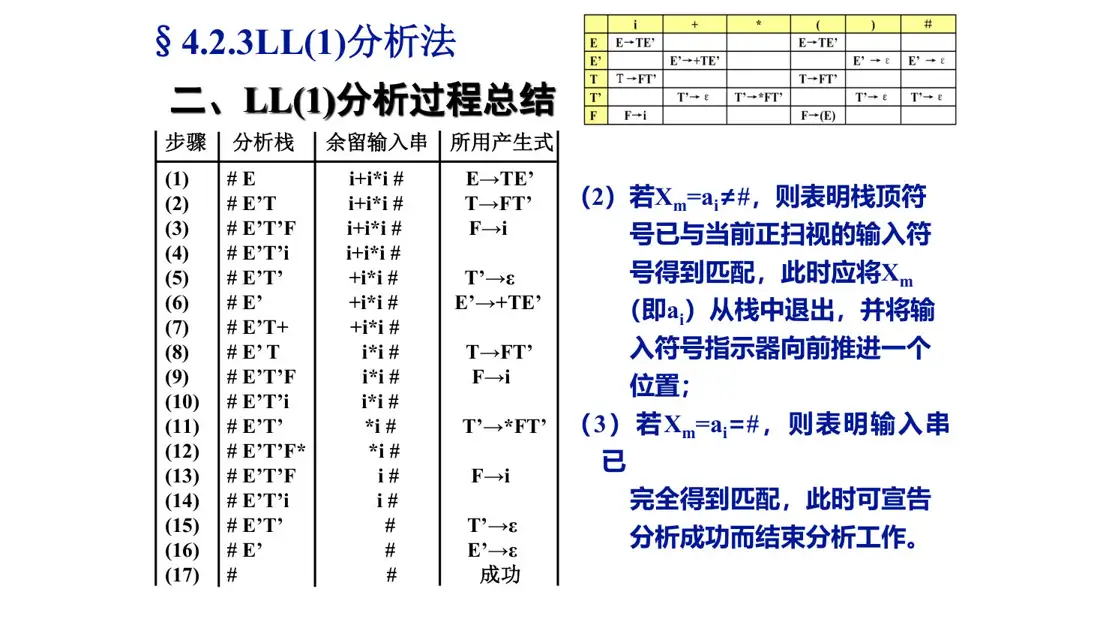 §4.2.3LL(1)分析法
二、LL(1)分析过程总结
步骤 分析栈 余留输入串 所用产生式
(1) # E i+i*i # E→TE’
(2) # E’T i+i*i # T→FT’
(3) # E’T’F i+i*i # F→i
(4) # E’T’i i+i*i #
(5) # E’T’ +i*i # T’→ε
(6) # E’ +i*i # E’→+TE’
(7) # E’T+ +i*i #
(8) # E’ T i*i # T→FT’
(9) # E’T’F i*i # F→i
(10) # E’T’i i*i #
(11) # E’T’ *i # T’→*FT’
(12) # E’T’F* *i #
(13) # E’T’F i # F→i
(14) # E’T’i i #
(15) # E’T’ # T’→ε
(16) # E’ # E’→ε
(17) # # 成功
i + * ( ) #
E E→TE’ E→TE’
E’ E’→+TE’ E’ → ε E’ → ε
T T→FT’ T→FT’
T’ T’→ ε T’→*FT’ T’→ ε T’→ ε
F F→i F→(E)
（2）若Xm=ai≠#，则表明栈顶符
号已与当前正扫视的输入符
号得到匹配，此时应将Xm
（即ai）从栈中退出，并将输
入符号指示器向前推进一个
位置；
（3）若Xm=ai=#，则表明输入串
已
完全得到匹配，此时可宣告
分析成功而结束分析工作。